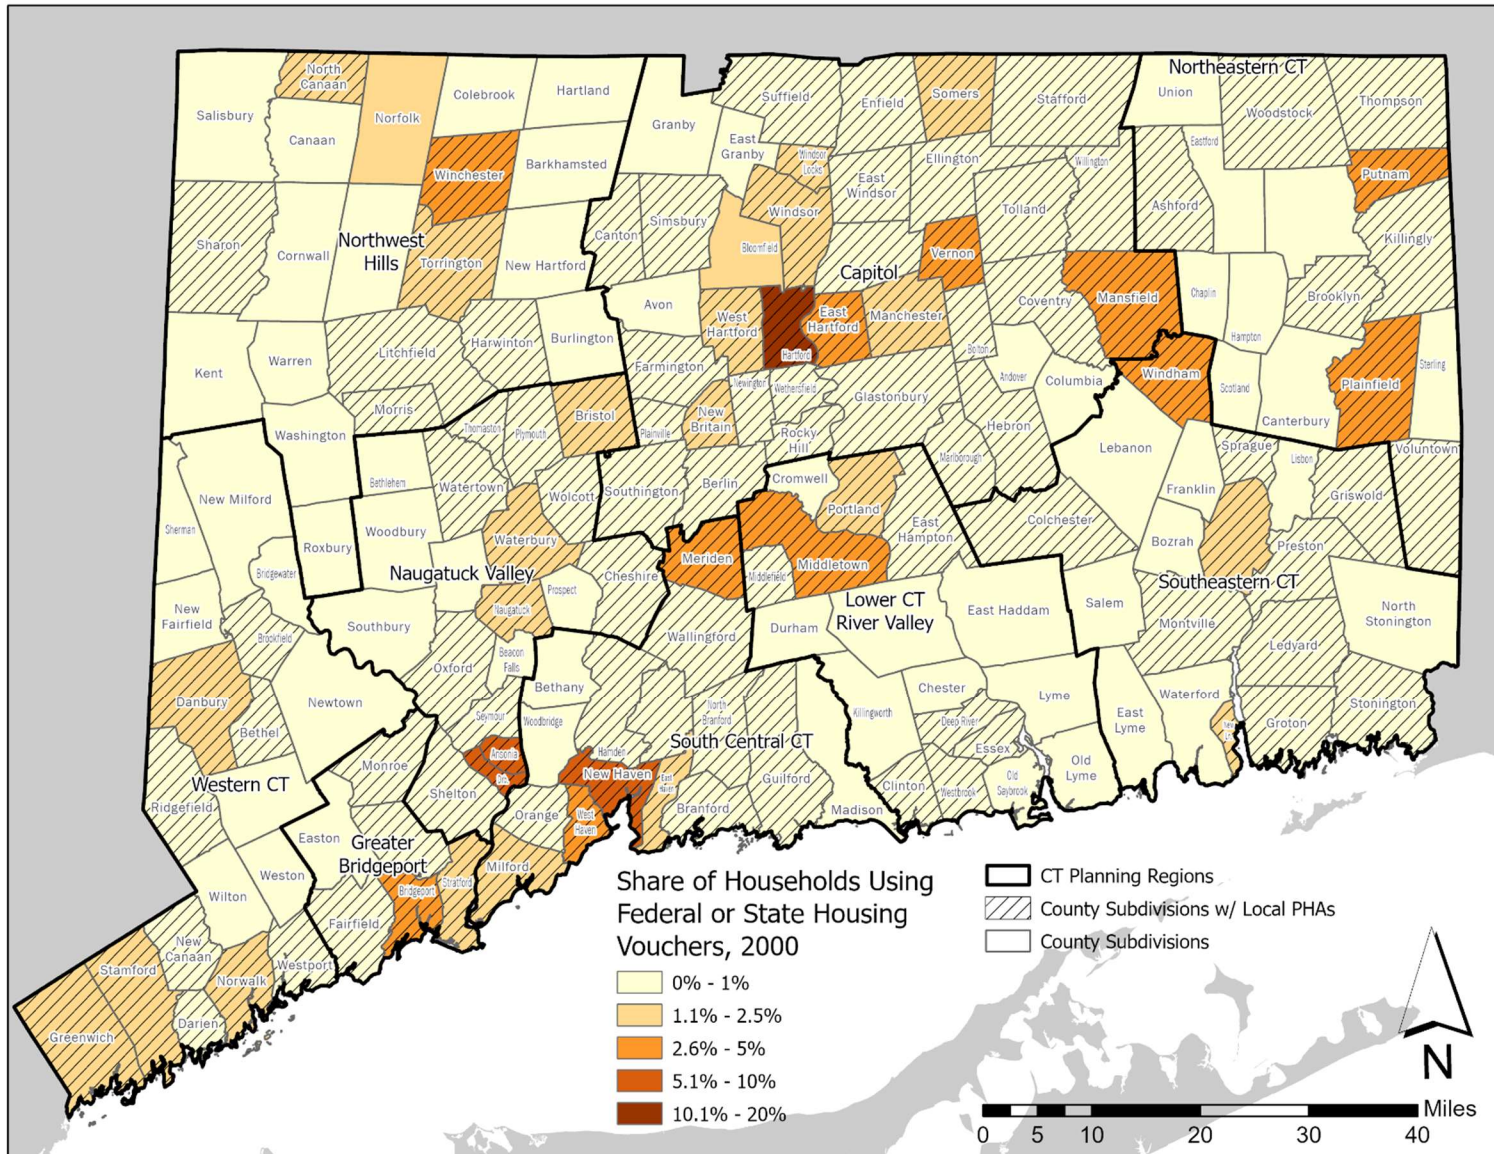 Northeastern CT
North
Canaan
Colebrook
Hartland
Salisbury
Norfolk
Canaan
Granby
Suffield
Enfield
Somers
Stafford
Union
Woodstock
Thompson
East
Granby
Windsor
Locks
Ellington
Willington
Eastford
Barkhamsted
Winchester
East
Windsor
Putnam
Sharon
Simsbury
Canton
Windsor
Tolland
Ashford
Killingly
Northwest
Hills
Cornwall
Torrington
New Hartford
Bloomfield
Capitol
Vernon
Avon
West
Hartford
East
Hartford
Manchester
Coventry
Mansfield
Chaplin
Brooklyn
Hampton
Hartford
Kent
Warren
Litchfield
Harwinton
Burlington
Farmington
Bolton
Andover
Columbia
Windham
Scotland
Plainfield
Sterling
Newington
Wethersfield
Glastonbury
Morris
Bristol
New
Britain
Canterbury
Washington
Thomaston
Plymouth
Plainville
Rocky
Hill
Hebron
Lebanon
Sprague
Lisbon
Voluntown
Marlborough
Bethlehem
Watertown
Wolcott
Southington
Berlin
Cromwell
Franklin
Griswold
New Milford
Sherman
Woodbury
Waterbury
Portland
East
Hampton
Colchester
Bozrah
Preston
Roxbury
Bridgewater
Naugatuck Valley
Prospect
Cheshire
Meriden
Middlefield
Middletown
Southeastern CT
New
Fairfield
Naugatuck
Lower CT
River Valley
East Haddam
Salem
Montville
North
Stonington
Brookfield
Southbury
Wallingford
Durham
Ledyard
Oxford
Beacon
Falls
Danbury
Newtown
Bethany
Chester
Lyme
Waterford
Stonington
Bethel
Seymour
Woodbridge
North
Branford
Killingworth
Deep River
East
Lyme
Groton
Hamden
South Central CT
Essex
Ansonia
Monroe
New Haven
East
Haven
Guilford
Clinton
Westbrook
Old
Saybrook
Old
Lyme
Western CT
Shelton
Ridgefield
Orange
West
Haven
Branford
Madison
Easton
Greater
Bridgeport
Weston
Wilton
Bridgeport
Stratford
Milford
Fairfield
New
Canaan
Westport
Stamford
Norwalk
Darien
Greenwich
Share of Households Using
Federal or State Housing
Vouchers, 2000
0% - 1%
1.1% - 2.5%
2.6% - 5%
5.1% - 10%
10.1% - 20%
CT Planning Regions
County Subdivisions w/ Local PHAs
County Subdivisions
N
Miles
0 5 10 20 30 40